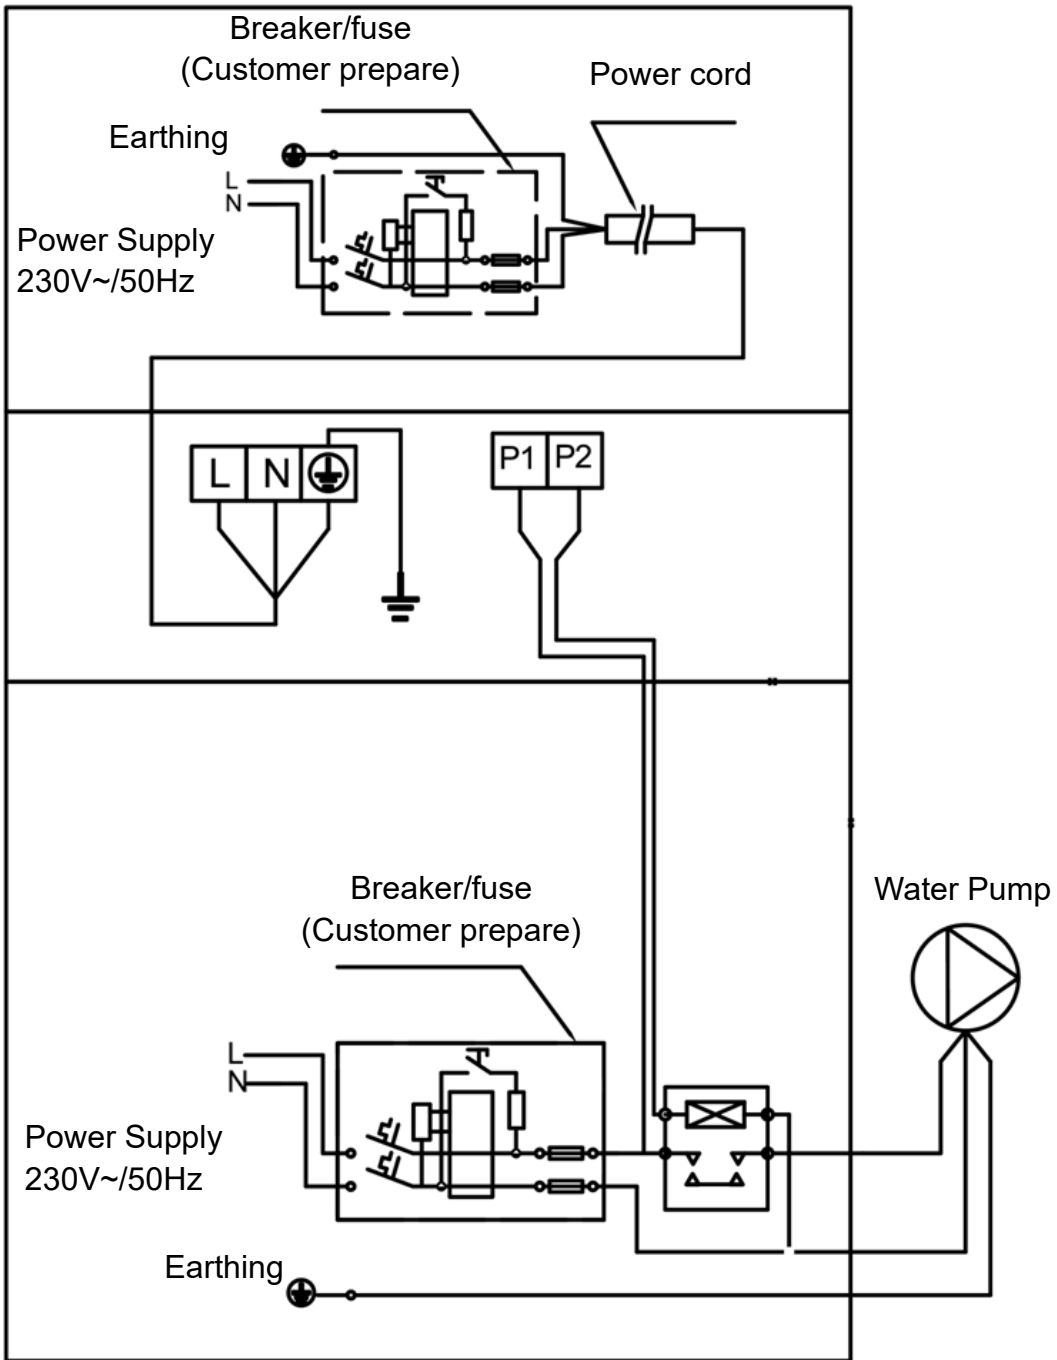 Breaker/fuse
(Customer prepare)
Power cord
Earthing
L
N
Power Supply
230V~/50Hz
L N
P1 P2
Breaker/fuse
(Customer prepare)
Water Pump
L
N
Power Supply
230V~/50Hz
Earthing